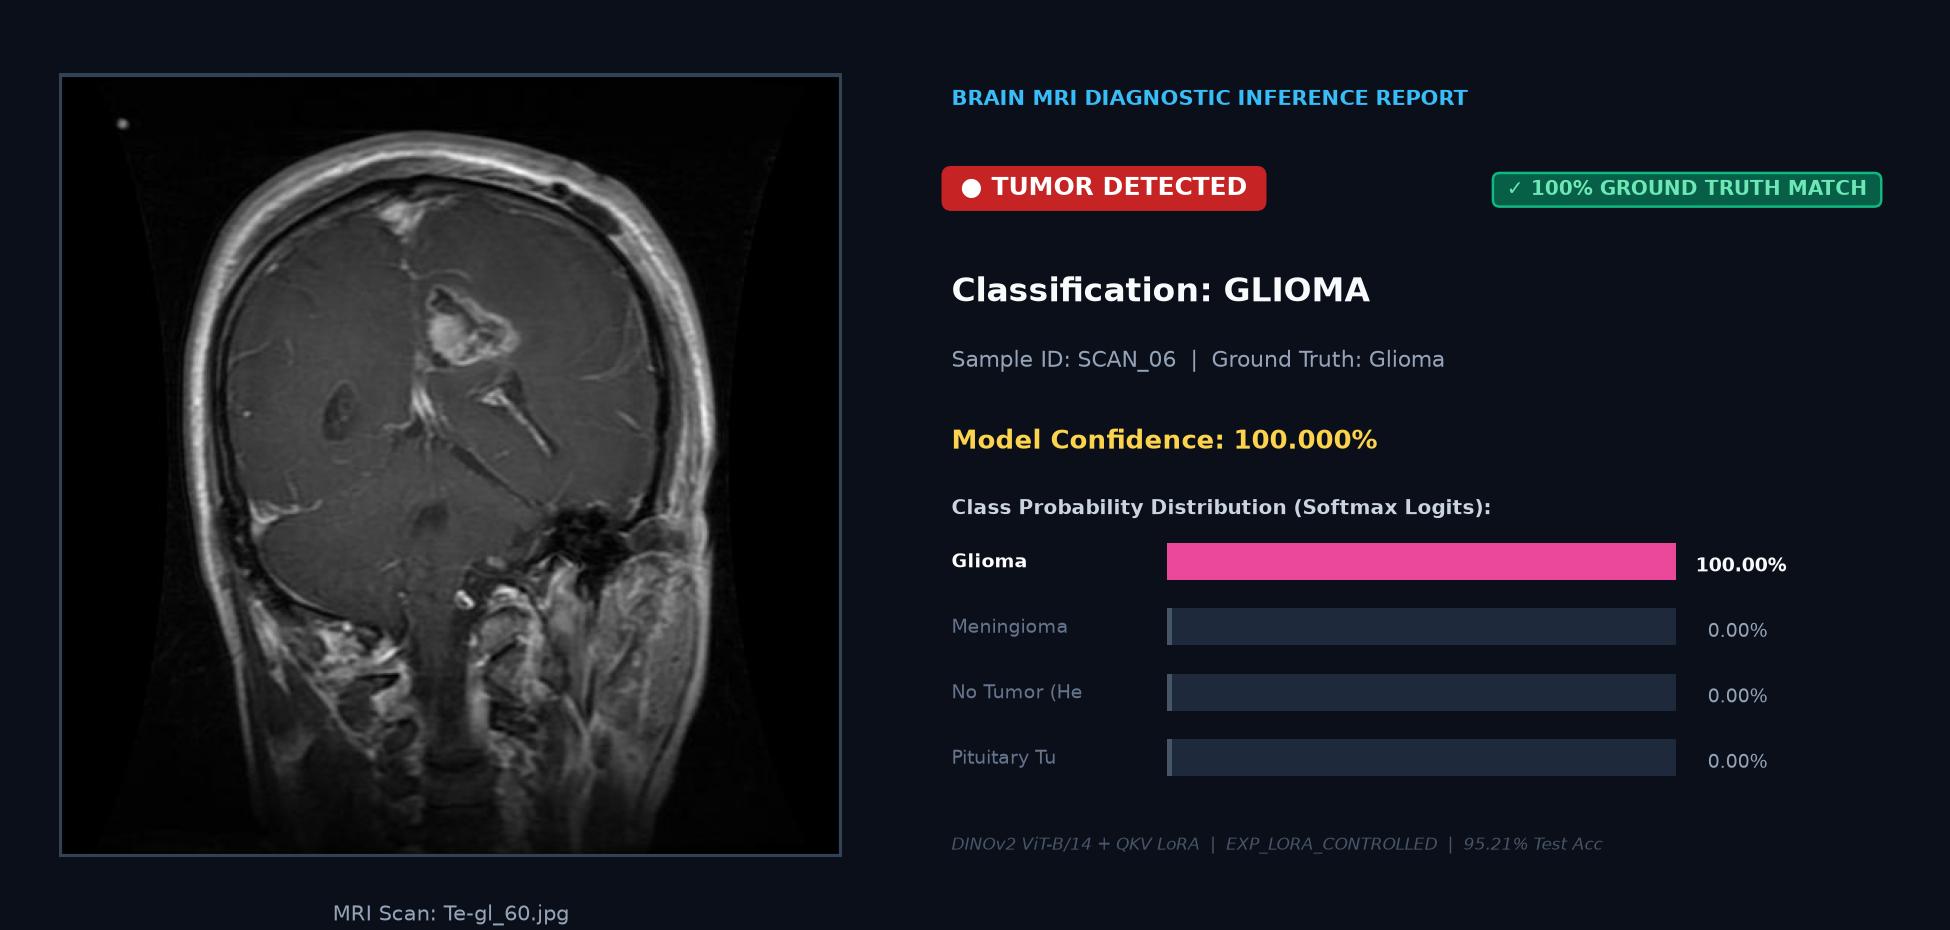 BRAIN MRI DIAGNOSTIC INFERENCE REPORT
● TUMOR DETECTED
✓ 100% GROUND TRUTH MATCH
Classification: GLIOMA
Sample ID: SCAN_06 | Ground Truth: Glioma
Model Confidence: 100.000%
Class Probability Distribution (Softmax Logits):
Glioma 100.00%
Meningioma 0.00%
No Tumor (He 0.00%
Pituitary Tu 0.00%
DINOv2 ViT-B/14 + QKV LoRA | EXP_LORA_CONTROLLED | 95.21% Test Acc
MRI Scan: Te-gl_60.jpg